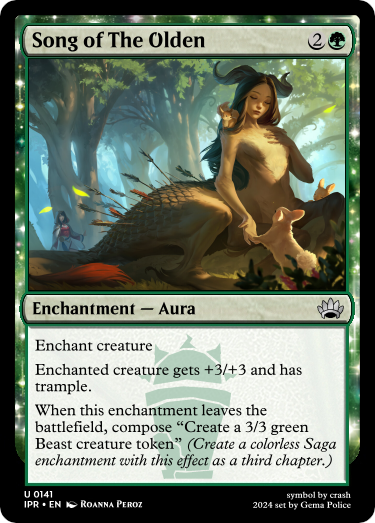 Song of The Olden 2
Enchantment — Aura
Enchant creature
Enchanted creature gets +3/+3 and has
trample.
When this enchantment leaves the
battlefield, compose “Create a 3/3 green
Beast creature token” (Create a colorless Saga
enchantment with this effect as a third chapter.)
U 0141
IPR • EN Roanna Peroz
symbol by crash
2024 set by Gema Police